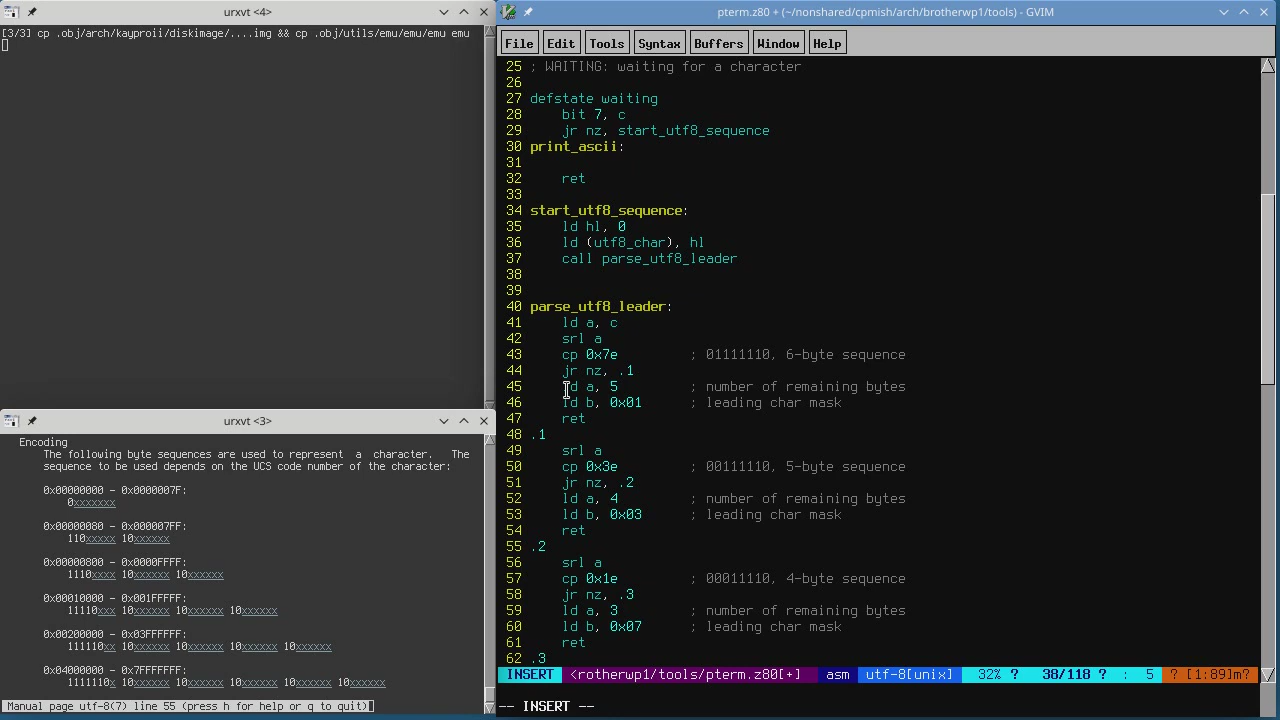 urxvt <4>
[3/3] cp .obj/arch/kayproii/diskimage/....img && cp .obj/utils/emu/emu/emu emu
urxvt <3>
Encoding
The following byte sequences are used to represent a character. The
sequence to be used depends on the UCS code number of the character:
0x00000000 - 0x0000007F:
0xxxxxxx
0x00000080 - 0x000007FF:
110xxxxx 10xxxxxx
0x00000800 - 0x0000FFFF:
1110xxxx 10xxxxxx 10xxxxxx
0x00010000 - 0x001FFFFF:
11110xxx 10xxxxxx 10xxxxxx 10xxxxxx
0x00200000 - 0x03FFFFFF:
111110xx 10xxxxxx 10xxxxxx 10xxxxxx 10xxxxxx
0x04000000 - 0x7FFFFFFF:
1111110x 10xxxxxx 10xxxxxx 10xxxxxx 10xxxxxx 10xxxxxx
Manual page utf-8(7) line 55 (press h for help or q to quit)
pterm.z80 + (~/nonshared/cpmish/arch/brotherwp1/tools) - GVIM
File Edit Tools Syntax Buffers Window Help
25 ; WAITING: waiting for a character
26
27 defstate waiting
28 bit 7, c
29 jr nz, start_utf8_sequence
30 print_ascii:
31
32 ret
33
34 start_utf8_sequence:
35 ld hl, 0
36 ld (utf8_char), hl
37 call parse_utf8_leader
38
39
40 parse_utf8_leader:
41 ld a, c
42 srl a
43 cp 0x7e ; 01111110, 6-byte sequence
44 jr nz, .1
45 ld a, 5 ; number of remaining bytes
46 ld b, 0x01 ; leading char mask
47 ret
48 .1
49 srl a
50 cp 0x3e ; 00111110, 5-byte sequence
51 jr nz, .2
52 ld a, 4 ; number of remaining bytes
53 ld b, 0x03 ; leading char mask
54 ret
55 .2
56 srl a
57 cp 0x1e ; 00011110, 4-byte sequence
58 jr nz, .3
59 ld a, 3 ; number of remaining bytes
60 ld b, 0x07 ; leading char mask
61 ret
62 .3
INSERT <rotherwp1/tools/pterm.z80[+] asm utf-8[unix] 32% ? 38/118 ? : 5 ? [1:89]m?
-- INSERT --